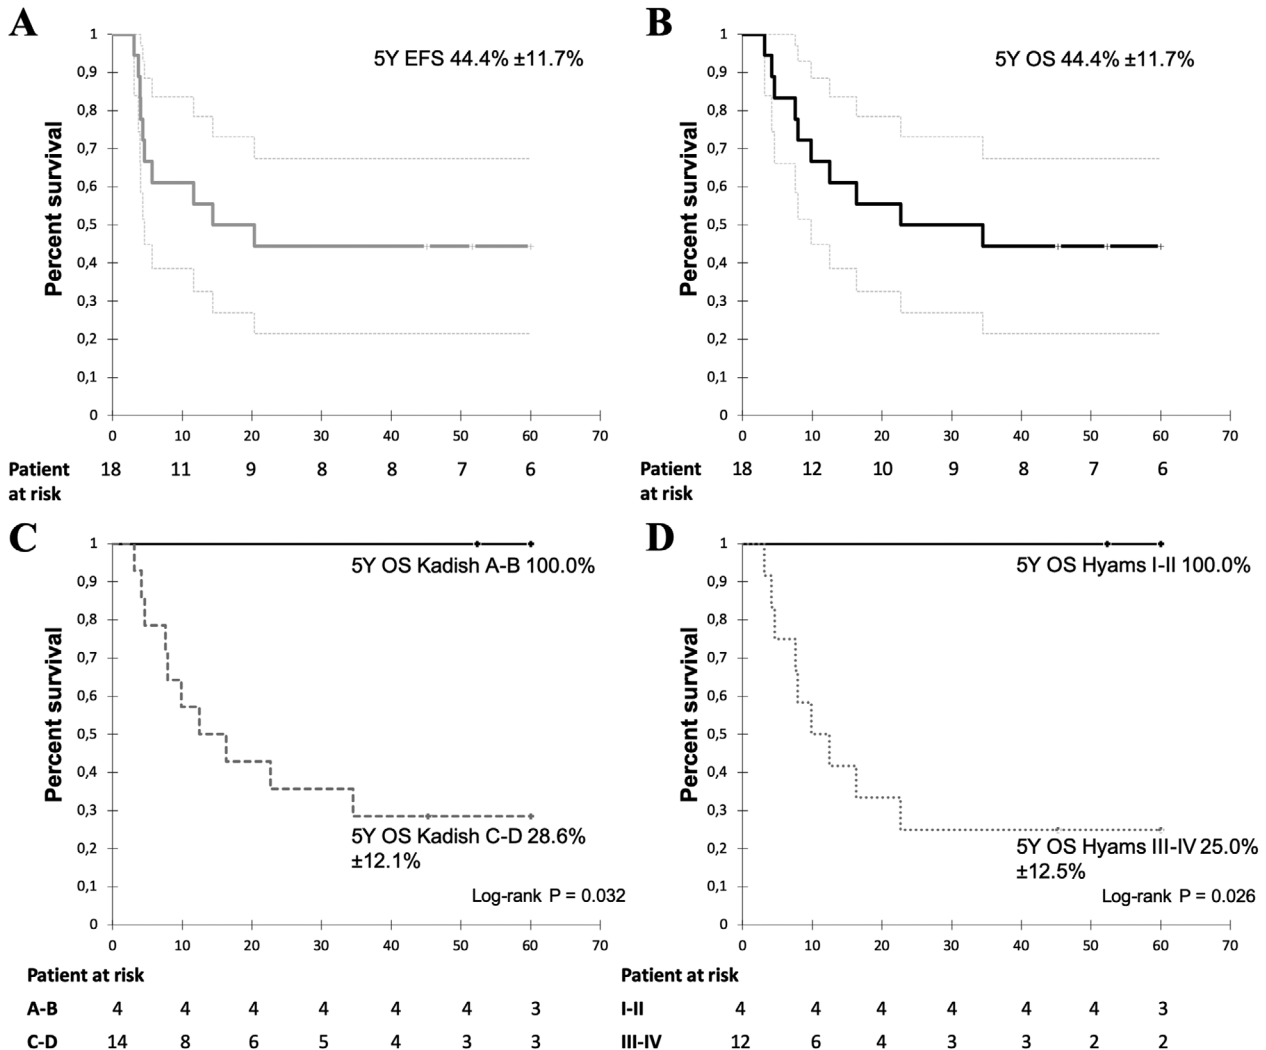 A
5Y EFS 44.4% ±11.7%
Percent survival
1
0,9
0,8
0,7
0,6
0,5
0,4
0,3
0,2
0,1
0
0 10 20 30 40 50 60 70
Patient at risk
18 11 9 8 8 7 6
B
5Y OS 44.4% ±11.7%
Percent survival
1
0,9
0,8
0,7
0,6
0,5
0,4
0,3
0,2
0,1
0
0 10 20 30 40 50 60 70
Patient at risk
18 12 10 9 8 7 6
C
5Y OS Kadish A-B 100.0%
Percent survival
1
0,9
0,8
0,7
0,6
0,5
0,4
0,3
0,2
0,1
0
5Y OS Kadish C-D 28.6%
±12.1%
Log-rank P = 0.032
0 10 20 30 40 50 60 70
Patient at risk
A-B 4 4 4 4 4 4 3
C-D 14 8 6 5 4 3 3
D
5Y OS Hyams I-II 100.0%
Percent survival
1
0,9
0,8
0,7
0,6
0,5
0,4
0,3
0,2
0,1
0
5Y OS Hyams III-IV 25.0%
±12.5%
Log-rank P = 0.026
0 10 20 30 40 50 60 70
Patient at risk
I-II 4 4 4 4 4 4 3
III-IV 12 6 4 3 3 2 2